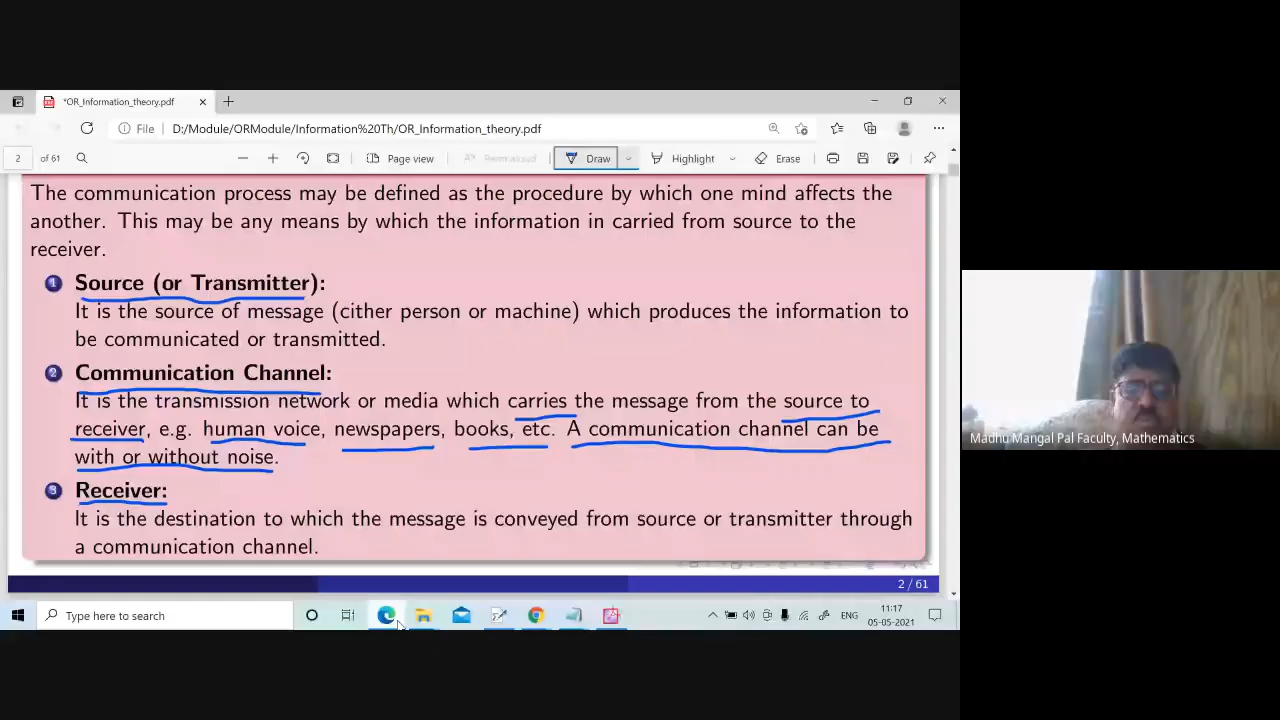 *OR_Information_theory.pdf
File D:/Module/ORModule/Information%20Th/OR_Information_theory.pdf
2 of 61 Page view Read aloud Draw Highlight Erase
The communication process may be defined as the procedure by which one mind affects the
another. This may be any means by which the information in carried from source to the
receiver.
1 Source (or Transmitter):
It is the source of message (cither person or machine) which produces the information to
be communicated or transmitted.
2 Communication Channel:
It is the transmission network or media which carries the message from the source to
receiver, e.g. human voice, newspapers, books, etc. A communication channel can be
with or without noise.
3 Receiver:
It is the destination to which the message is conveyed from source or transmitter through
a communication channel.
2 / 61
Type here to search
ENG
11:17
05-05-2021
Madhu Mangal Pal Faculty, Mathematics